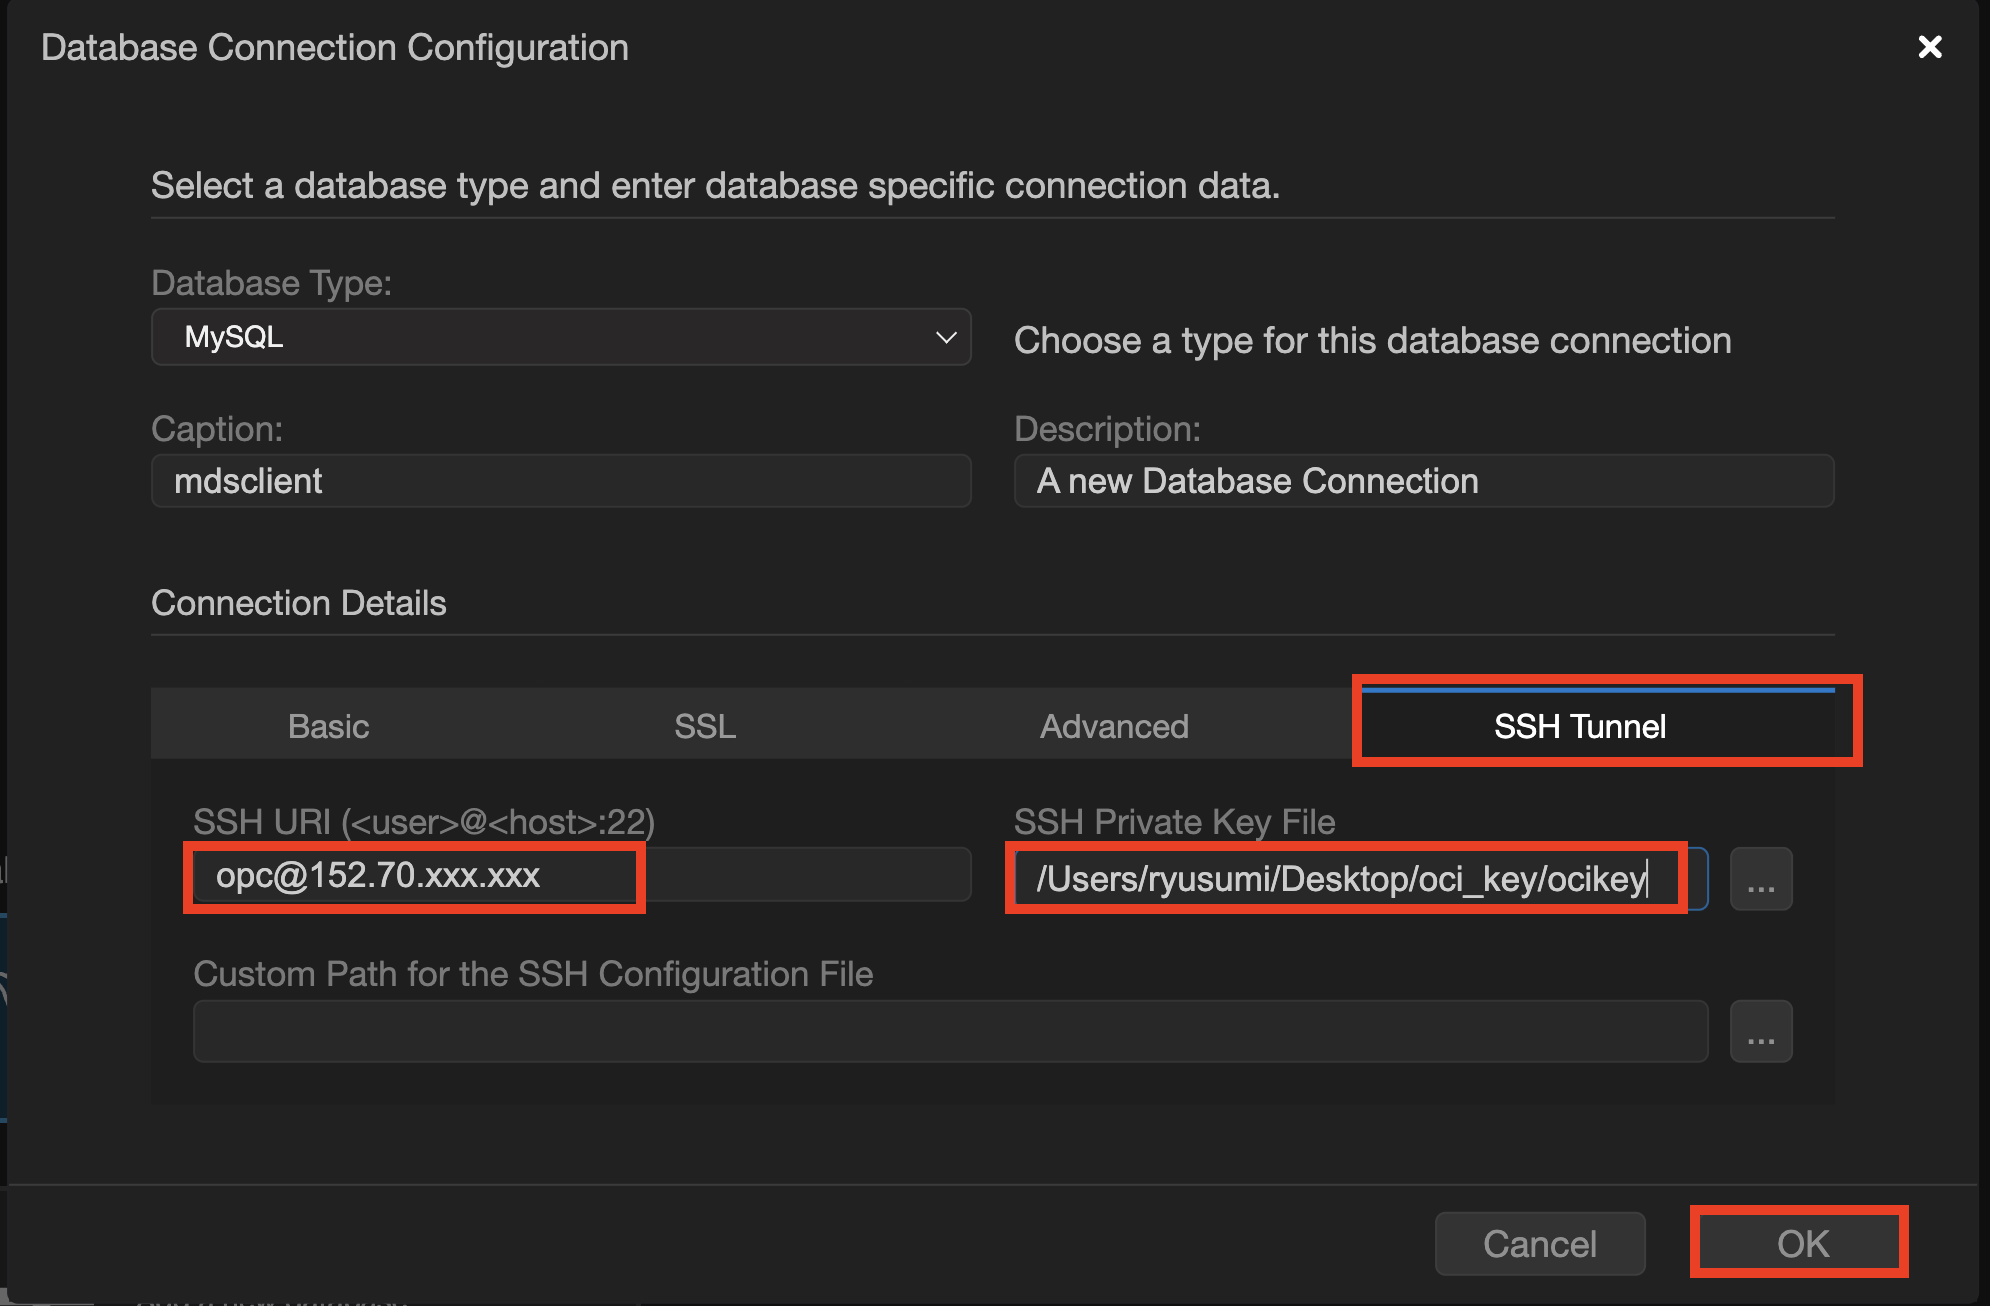 Database Connection Configuration
Select a database type and enter database specific connection data.
Database Type:
MySQL
Choose a type for this database connection
Caption:
Description:
mdsclient
A new Database Connection
Connection Details
Basic
SSL
Advanced
SSH Tunnel
SSH URI (<user>@<host>:22)
SSH Private Key File
opc@152.70.xxx.xxx
/Users/ryusumi/Desktop/oci_key/ocikey
...
Custom Path for the SSH Configuration File
...
Cancel
OK